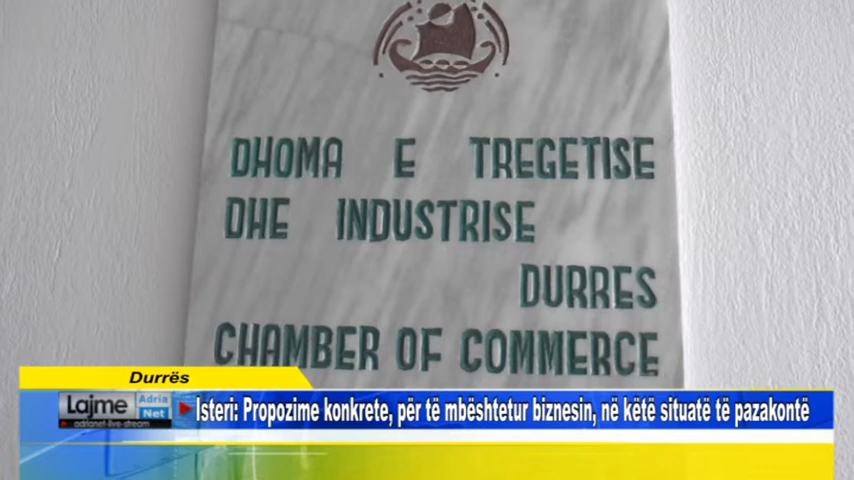 DHOMA E TREGETISE
DHE INDUSTRISE
DURRES
CHAMBER OF COMMERCE
Durrës
Lajme
Adria
Net
adrianet-live-stream
Isteri: Propozime konkrete, për të mbështetur biznesin, në këtë situatë të pazakontë